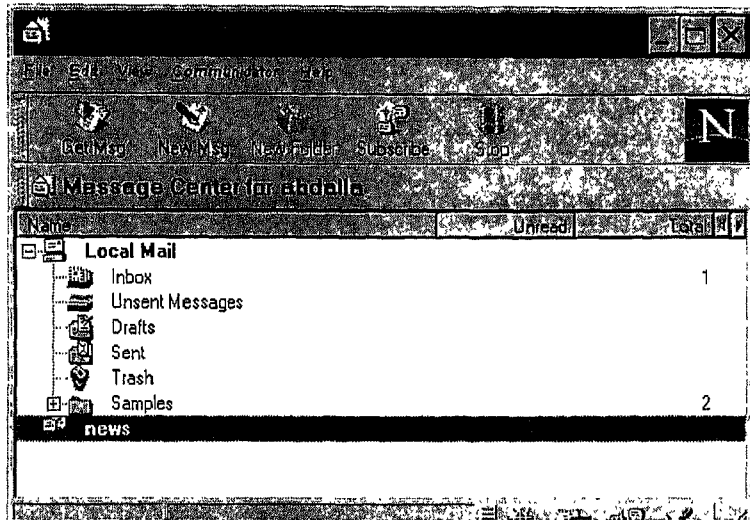 File Edit View Communicator Help
N
Get Msg New Msg New Folder Subscribe Stop
Message Center for abdalla
Name Unread Total
Local Mail
Inbox 1
Unsent Messages
Drafts
Sent
Trash
Samples 2
news